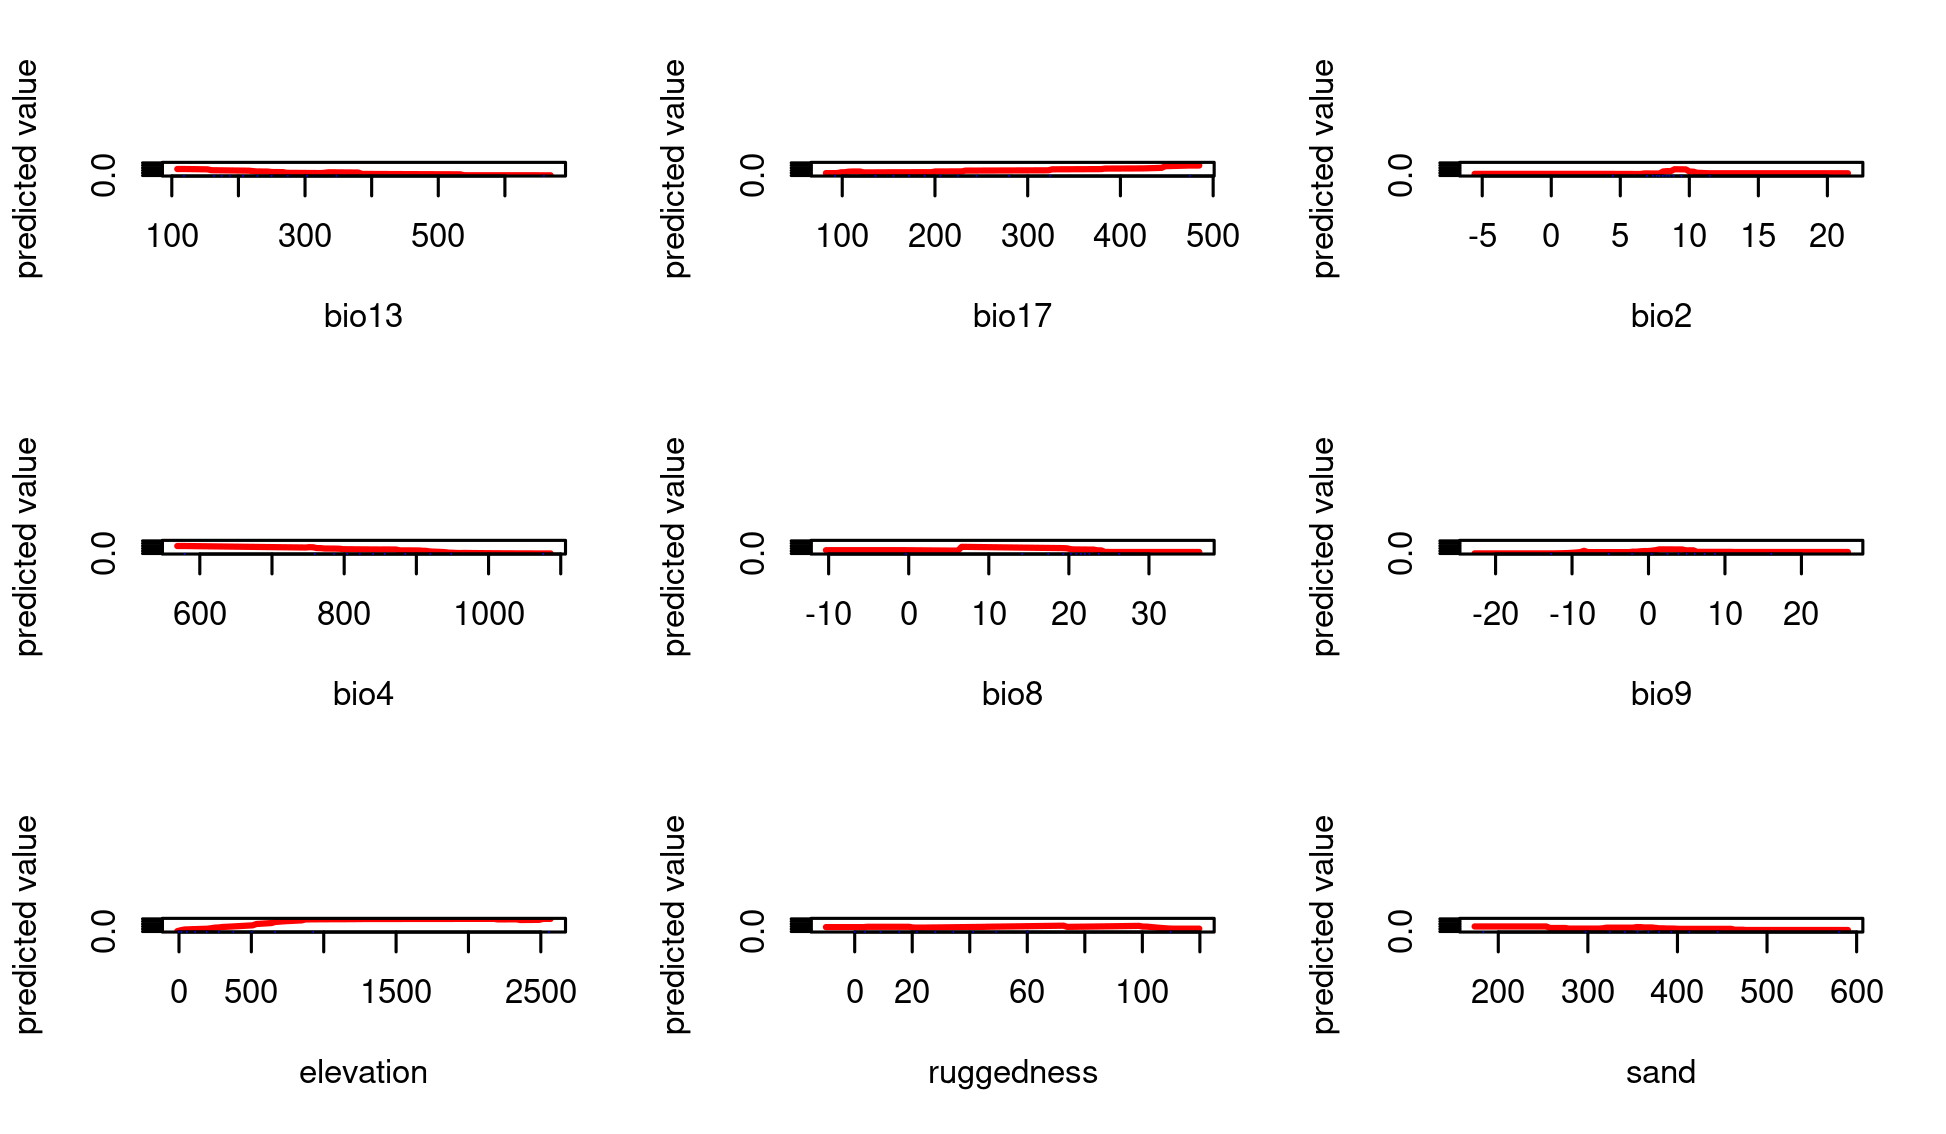 predicted value
0.0
100 300 500
bio13
predicted value
0.0
100 200 300 400 500
bio17
predicted value
0.0
-5 0 5 10 15 20
bio2
predicted value
0.0
600 800 1000
bio4
predicted value
0.0
-10 0 10 20 30
bio8
predicted value
0.0
-20 -10 0 10 20
bio9
predicted value
0.0
0 500 1500 2500
elevation
predicted value
0.0
0 20 60 100
ruggedness
predicted value
0.0
200 300 400 500 600
sand